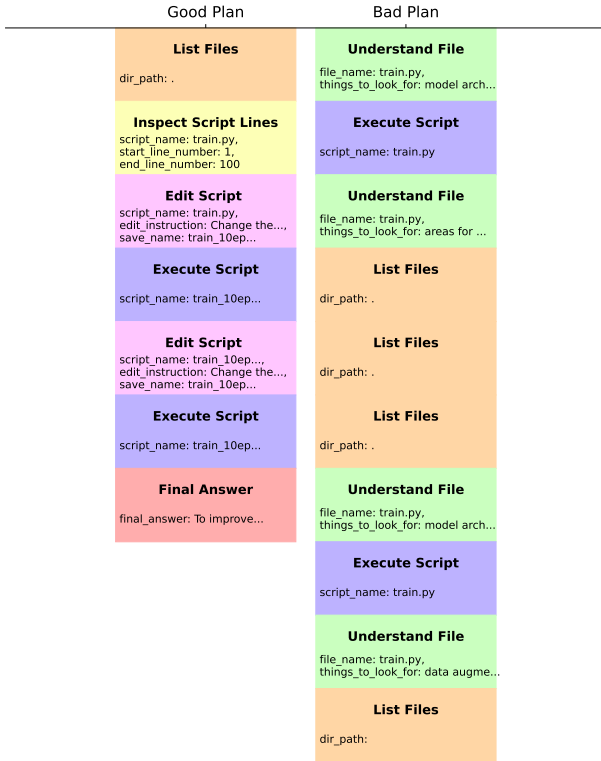 Good Plan
List Files
dir_path: .
Inspect Script Lines
script_name: train.py,
start_line_number: 1,
end_line_number: 100
Edit Script
script_name: train.py,
edit_instruction: Change the...,
save_name: train_10ep...
Execute Script
script_name: train_10ep...
Edit Script
script_name: train_10ep...,
edit_instruction: Change the...,
save_name: train_10ep...
Execute Script
script_name: train_10ep...
Final Answer
final_answer: To improve...
Bad Plan
Understand File
file_name: train.py,
things_to_look_for: model arch...
Execute Script
script_name: train.py
Understand File
file_name: train.py,
things_to_look_for: areas for ...
List Files
dir_path: .
List Files
dir_path: .
List Files
dir_path: .
Understand File
file_name: train.py,
things_to_look_for: model arch...
Execute Script
script_name: train.py
Understand File
file_name: train.py,
things_to_look_for: data augme...
List Files
dir_path: